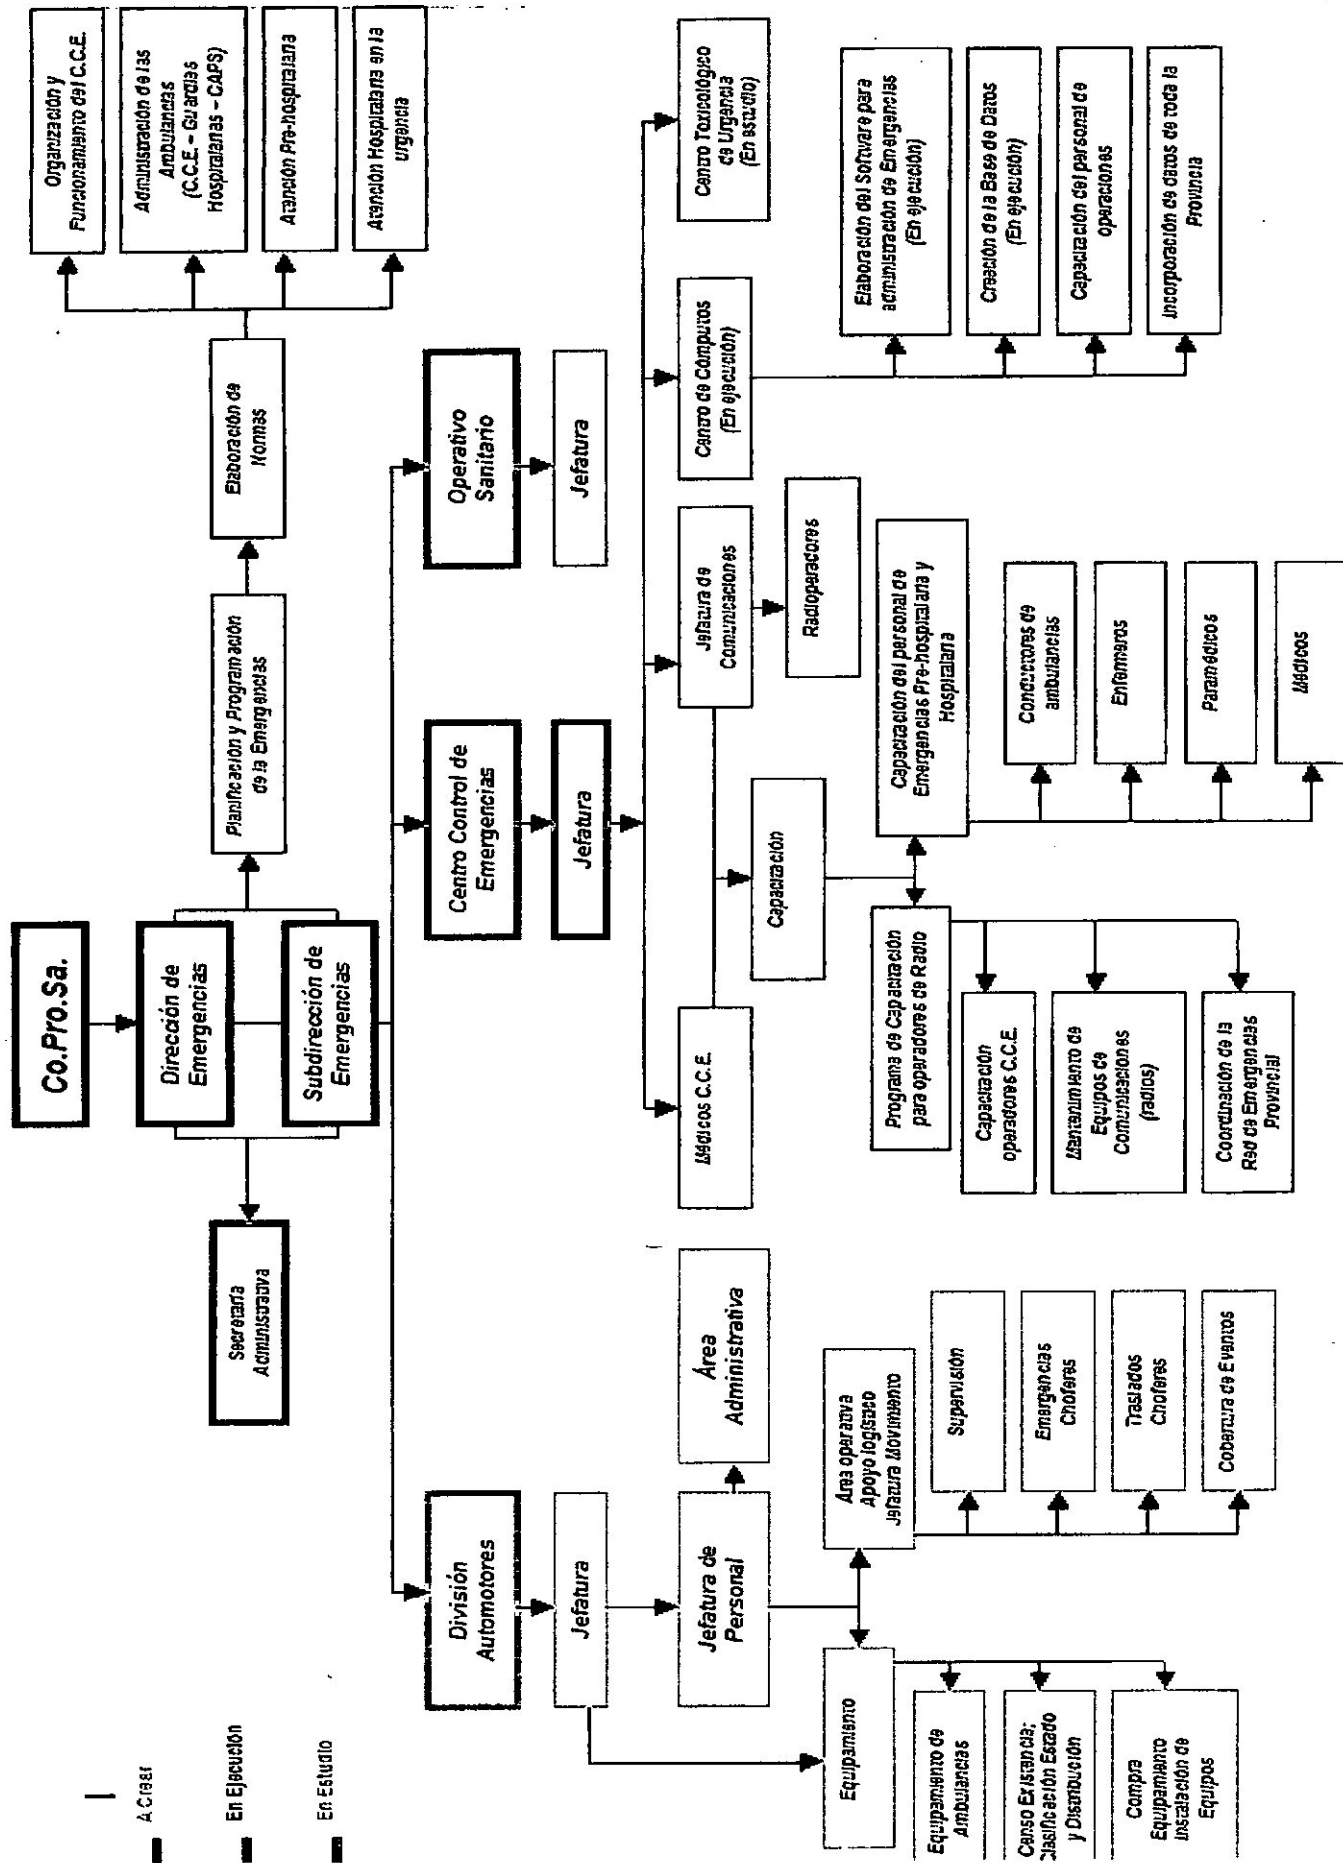 Co.Pro.Sa.
Dirección de
Emergencias
Subdirección de
Emergencias
Secretaria
Administrativa
Planificación y Programación
de la Emergencias
Elaboración de
Normas
Organización y
Funcionamiento del C.C.E.
Administración de las
Ambulancias
(C.C.E. – Guardias
Hospitalarias – CAPS)
Atención Pre-hospitalaria
Atención Hospitalaria en la
urgencia
A Crear
En Ejecución
En Estudio
División
Automotores
Centro Control de
Emergencias
Operativo
Sanitario
Jefatura
Jefatura
Jefatura
Jefatura de
Personal
Área
Administrativa
Médicos C.C.E.
Jefatura de
Comunicaciones
Centro de Cómputos
(En ejecución)
Centro Toxicológico
de Urgencia
(En estudio)
Capacitación
Radioperadores
Equipamiento
Área operativa
Apoyo logístico
Jefatura Movimiento
Programa de Capacitación
para operadores de Radio
Capacitación del personal de
Emergencias Pre-hospitalaria y
Hospitalaria
Elaboración del Software para
administración de Emergencias
(En ejecución)
Creación de la Base de Datos
(En ejecución)
Capacitación del personal de
operaciones
Incorporación de datos de toda la
Provincia
Equipamiento de
Ambulancias
Censo Existencia;
Clasificación Estado
y Distribución
Compra
Equipamiento
Instalación de
Equipos
Supervisión
Emergencias
Choferes
Traslados
Choferes
Cobertura de Eventos
Capacitación
operadores C.C.E.
Mantenimiento de
Equipos de
Comunicaciones
(radios)
Coordinación de la
Red de Emergencias
Provincial
Conductores de
ambulancias
Enfermeros
Paramédicos
Médicos